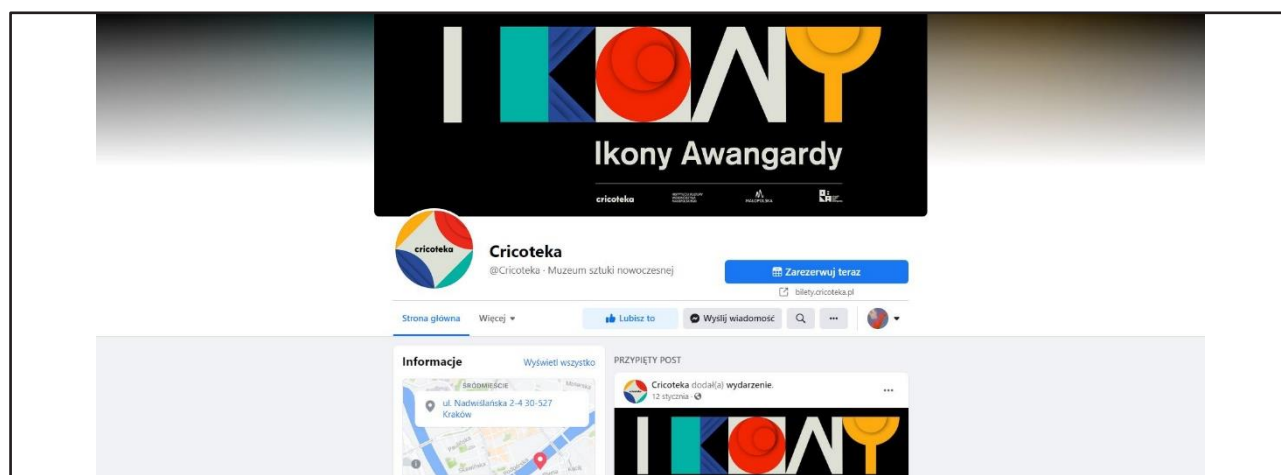 IKONY
Ikony Awangardy
cricoteka
MAŁOPOLSKA
cricoteka
Cricoteka
@Cricoteka · Muzeum sztuki nowoczesnej
Zarezerwuj teraz
bilety.cricoteka.pl
Strona główna Więcej
Lubisz to Wyślij wiadomość
Informacje Wyświetl wszystko
ŚRÓDMIEŚCIE
ul. Nadwiślańska 2-4 30-527
Kraków
PRZYPIĘTY POST
Cricoteka dodał(a) wydarzenie.
12 stycznia
IKONY